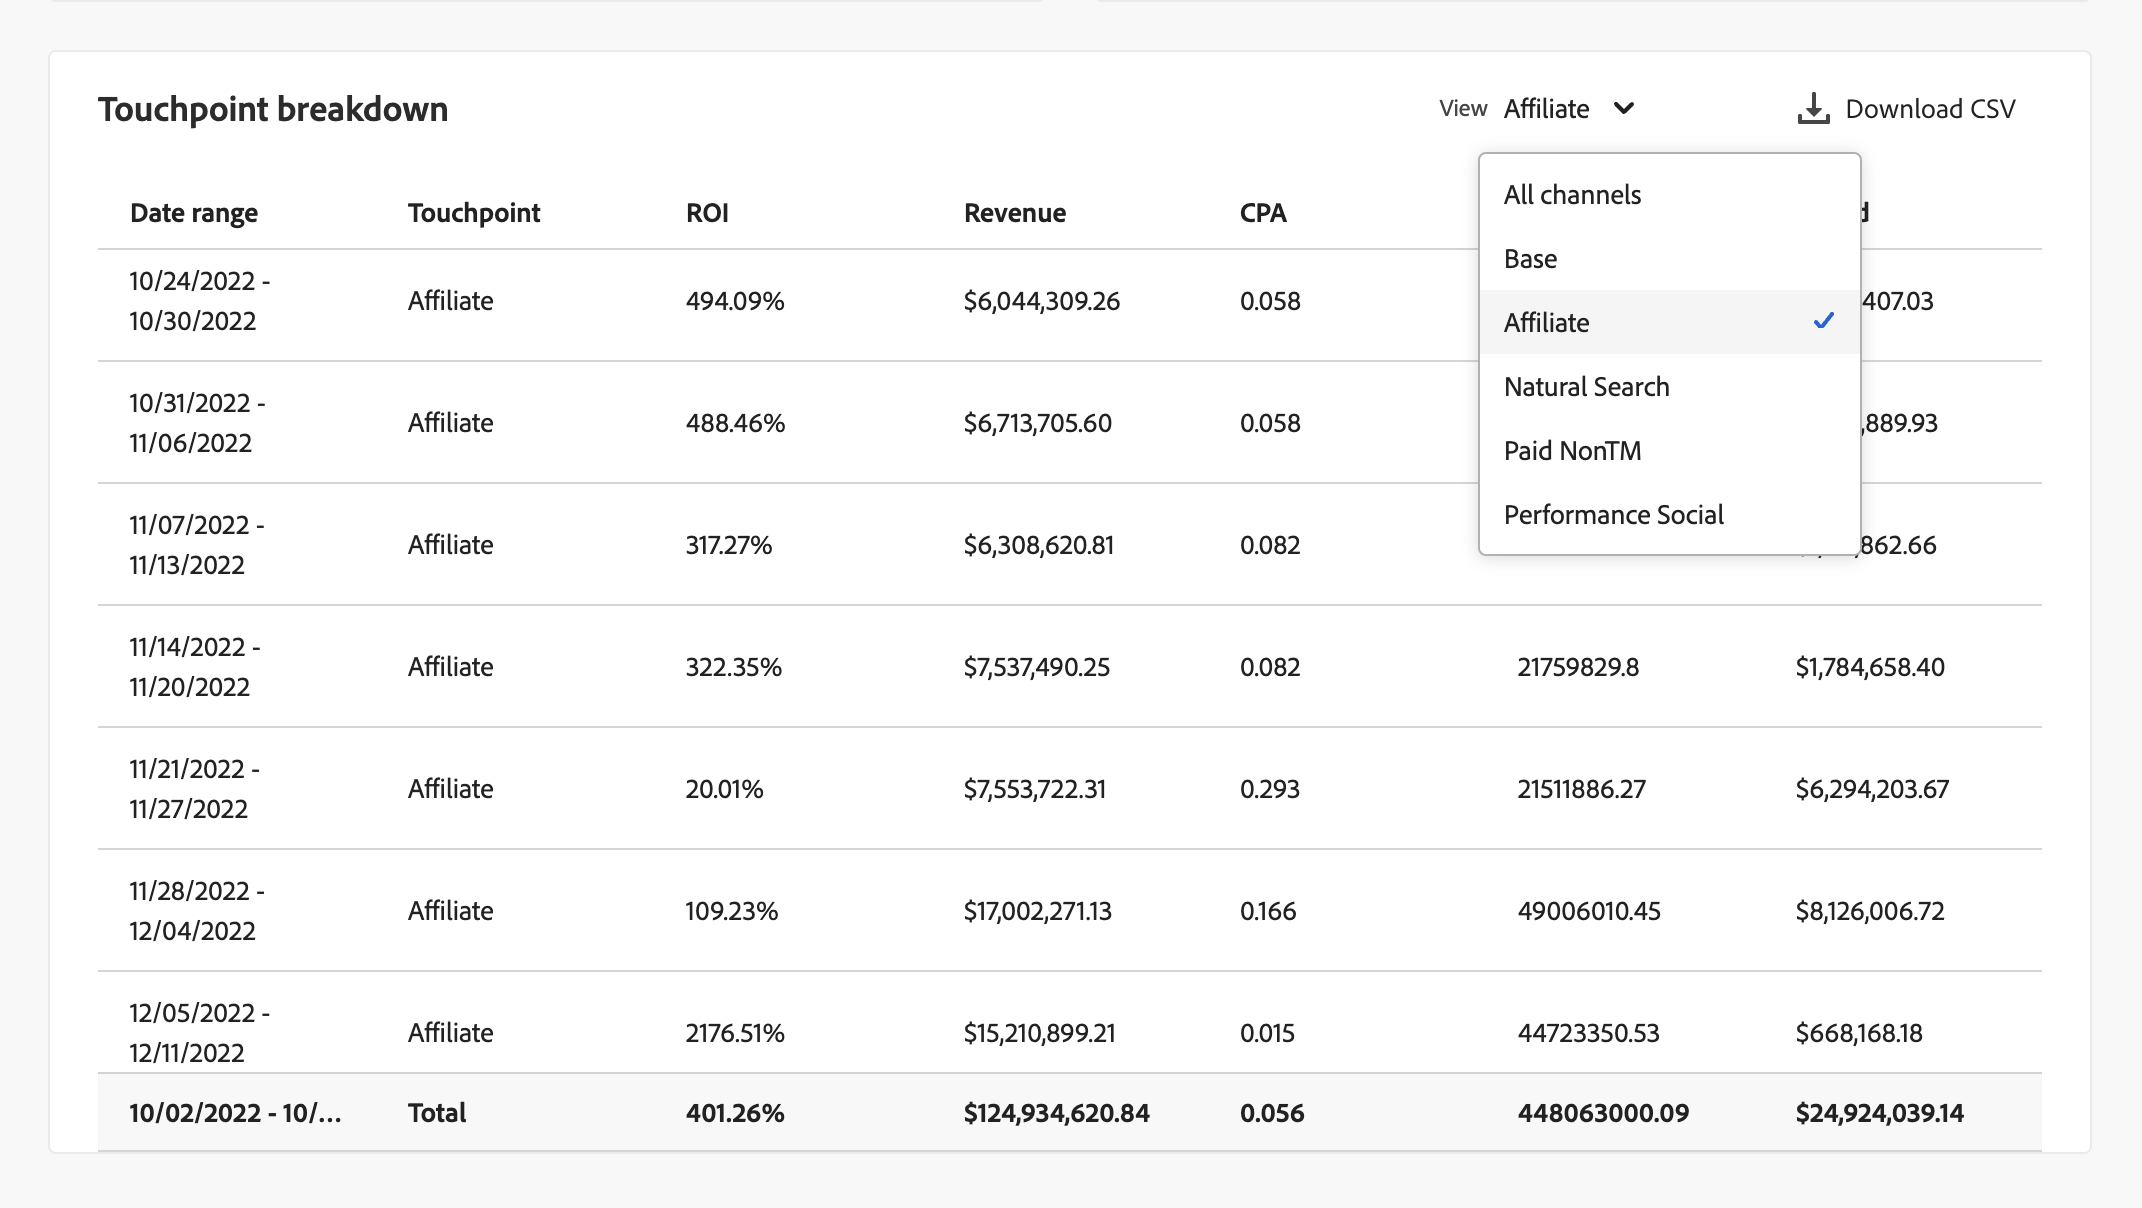 Touchpoint breakdown
View Affiliate
Download CSV
All channels
Base
Affiliate
Natural Search
Paid NonTM
Performance Social
Date range Touchpoint ROI Revenue CPA
10/24/2022 -
10/30/2022
Affiliate 494.09% $6,044,309.26 0.058 407.03
10/31/2022 -
11/06/2022
Affiliate 488.46% $6,713,705.60 0.058 ,889.93
11/07/2022 -
11/13/2022
Affiliate 317.27% $6,308,620.81 0.082 862.66
11/14/2022 -
11/20/2022
Affiliate 322.35% $7,537,490.25 0.082 21759829.8 $1,784,658.40
11/21/2022 -
11/27/2022
Affiliate 20.01% $7,553,722.31 0.293 21511886.27 $6,294,203.67
11/28/2022 -
12/04/2022
Affiliate 109.23% $17,002,271.13 0.166 49006010.45 $8,126,006.72
12/05/2022 -
12/11/2022
Affiliate 2176.51% $15,210,899.21 0.015 44723350.53 $668,168.18
10/02/2022 - 10/... Total 401.26% $124,934,620.84 0.056 448063000.09 $24,924,039.14